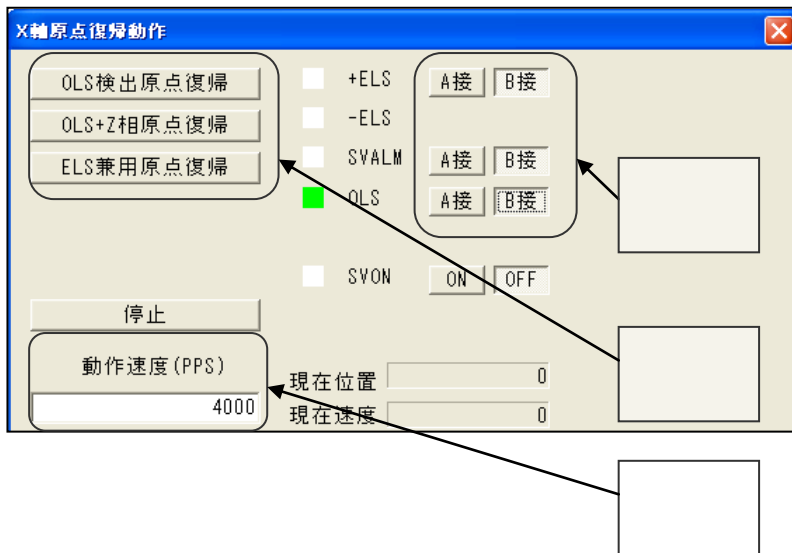 X軸原点復帰動作
OLS検出原点復帰
OLS+Z相原点復帰
ELS兼用原点復帰
+ELS A接 B接
-ELS
SVALM A接 B接
OLS A接 B接
SVON ON OFF
停止
動作速度(PPS)
4000
現在位置 0
現在速度 0